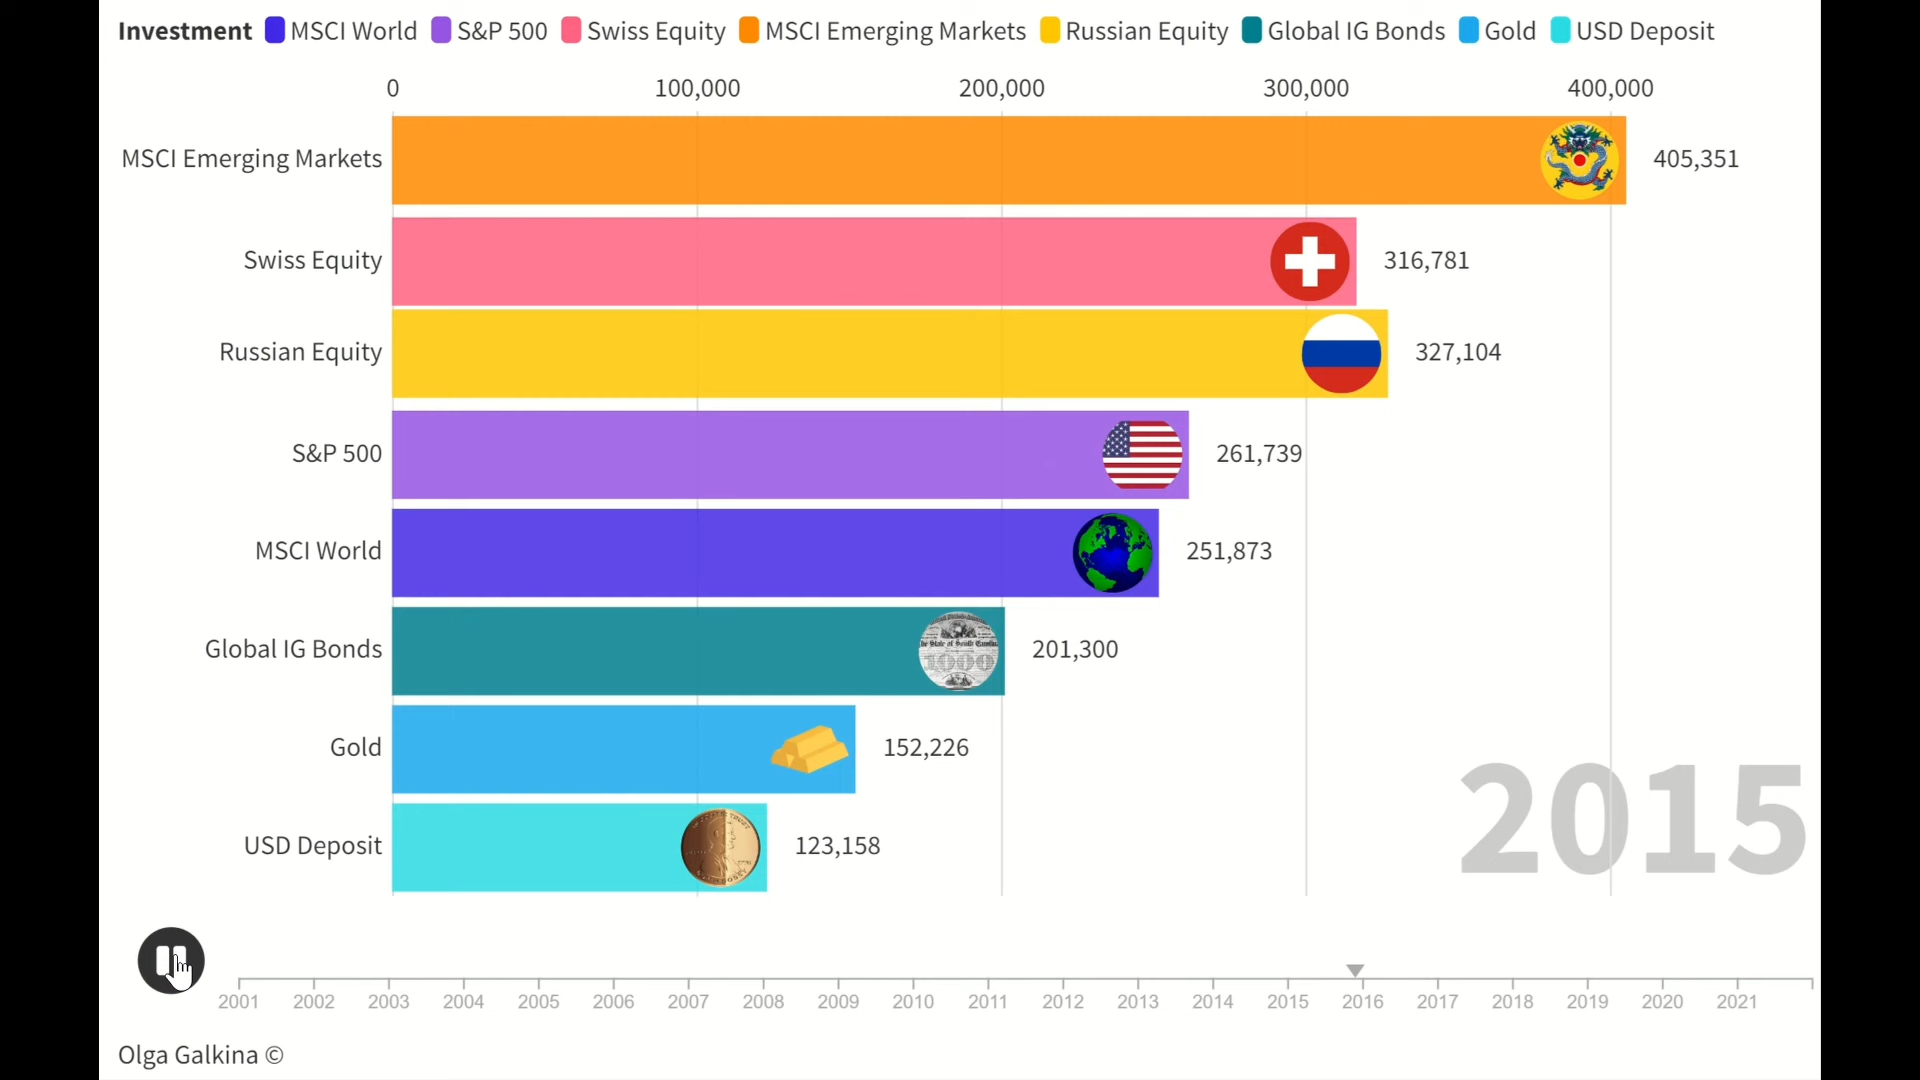 Investment MSCI World S&P 500 Swiss Equity MSCI Emerging Markets Russian Equity Global IG Bonds Gold USD Deposit
0 100,000 200,000 300,000 400,000
MSCI Emerging Markets 405,351
Swiss Equity 316,781
Russian Equity 327,104
S&P 500 261,739
MSCI World 251,873
Global IG Bonds 201,300
1000
Gold 152,226
USD Deposit 123,158
2015
2001 2002 2003 2004 2005 2006 2007 2008 2009 2010 2011 2012 2013 2014 2015 2016 2017 2018 2019 2020 2021
Olga Galkina ©